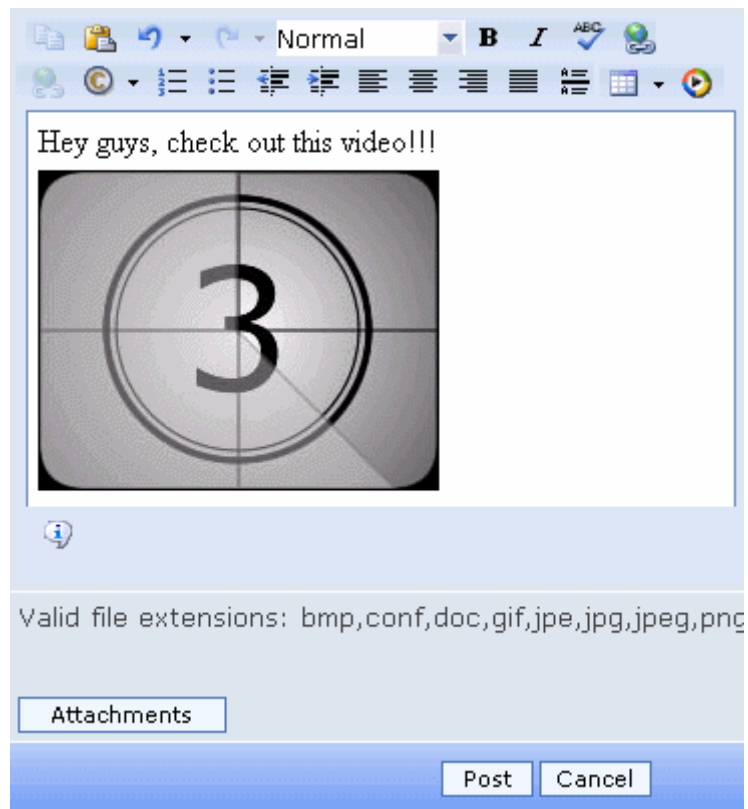 Normal B I ABC
Hey guys, check out this video!!!
3
Valid file extensions: bmp,conf,doc,gif,jpe,jpg,jpeg,png
Attachments
Post Cancel